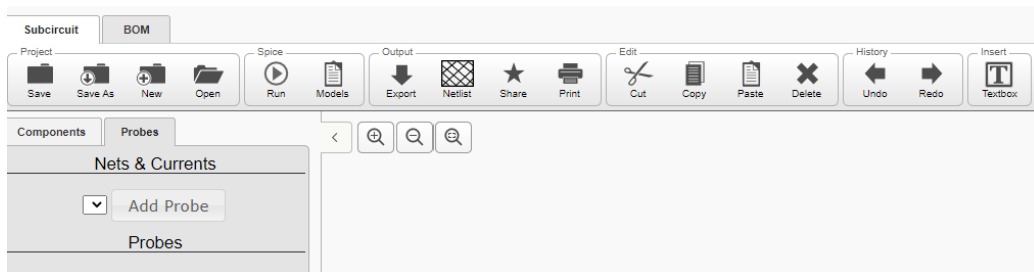 Subcircuit BOM
Project Spice Output Edit History Insert
Save Save As New Open Run Models Export Netlist Share Print Cut Copy Paste Delete Undo Redo Textbox
Components Probes
Nets & Currents
Add Probe
Probes